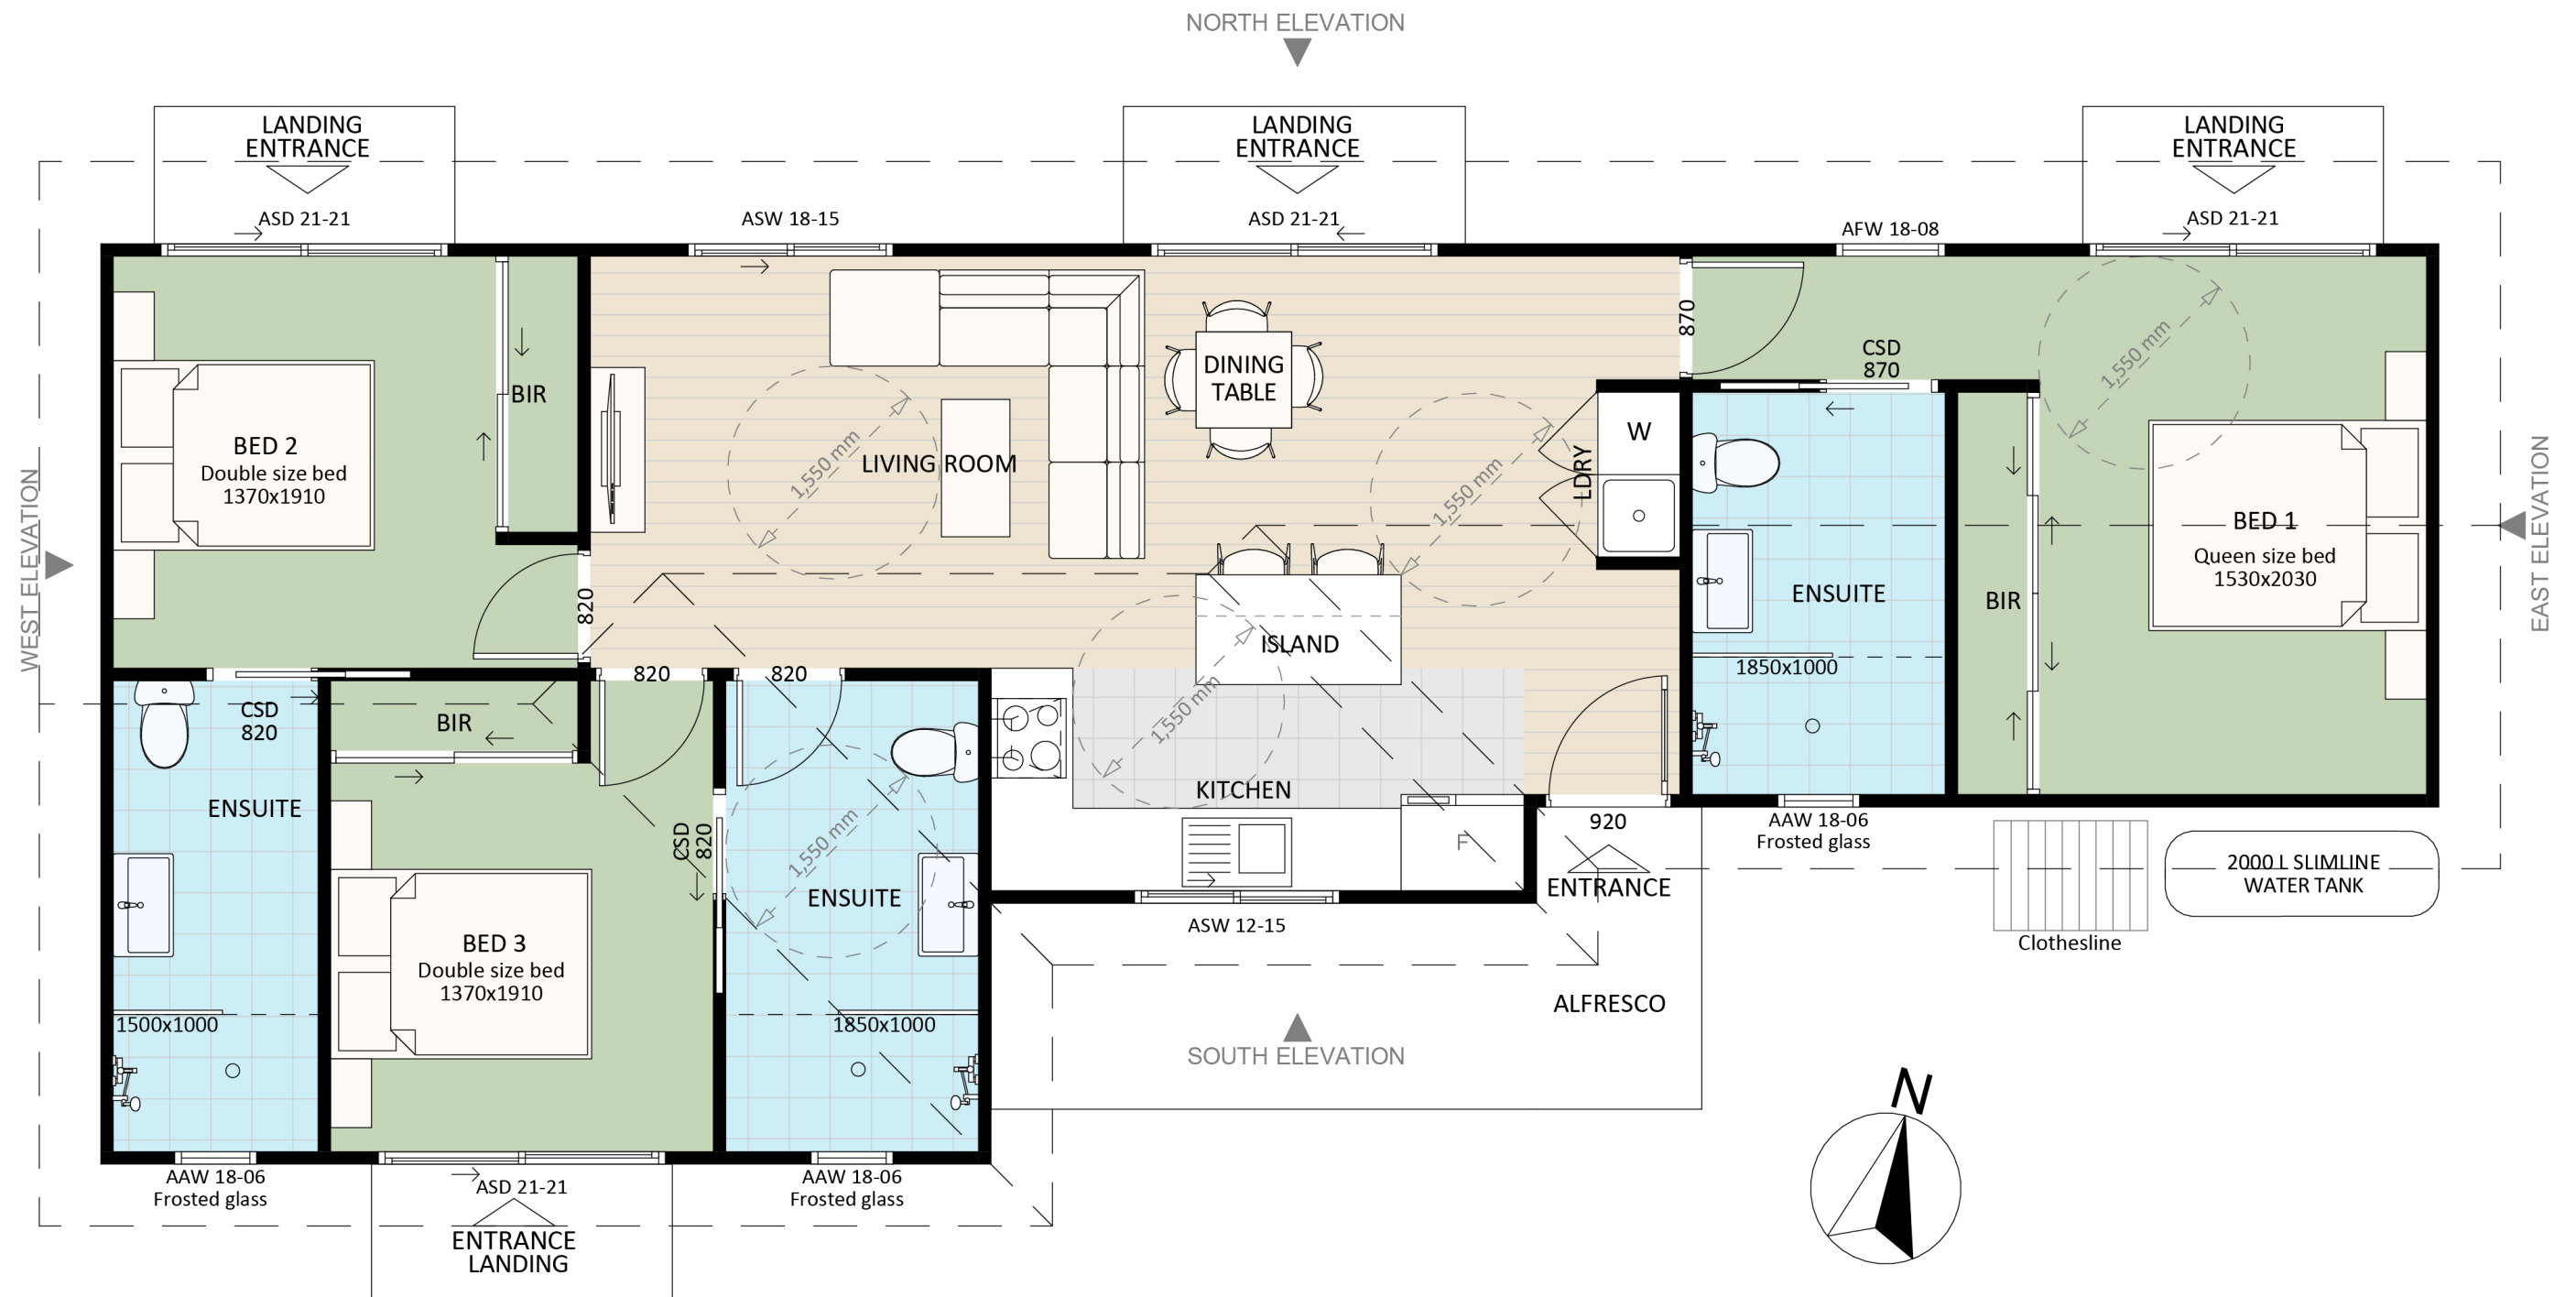 NORTH ELEVATION
LANDING
ENTRANCE
LANDING
ENTRANCE
LANDING
ENTRANCE
ASD 21-21
ASW 18-15
ASD 21-21
AFW 18-08
ASD 21-21
870
CSD
870
1,550 mm
BIR
DINING
TABLE
W
LDRY
BED 2
Double size bed
1370x1910
LIVING ROOM
1,550 mm
1,550 mm
BED 1
Queen size bed
1530x2030
WEST ELEVATION
EAST ELEVATION
ENSUITE
BIR
820
ISLAND
1850x1000
820
820
CSD
820
BIR
1,550 mm
KITCHEN
ENSUITE
CSD
820
1,550 mm
F
920
ENTRANCE
AAW 18-06
Frosted glass
2000 L SLIMLINE
WATER TANK
ENSUITE
ASW 12-15
BED 3
Double size bed
1370x1910
Clothesline
ALFRESCO
1500x1000
1850x1000
SOUTH ELEVATION
N
AAW 18-06
Frosted glass
ASD 21-21
AAW 18-06
Frosted glass
ENTRANCE
LANDING